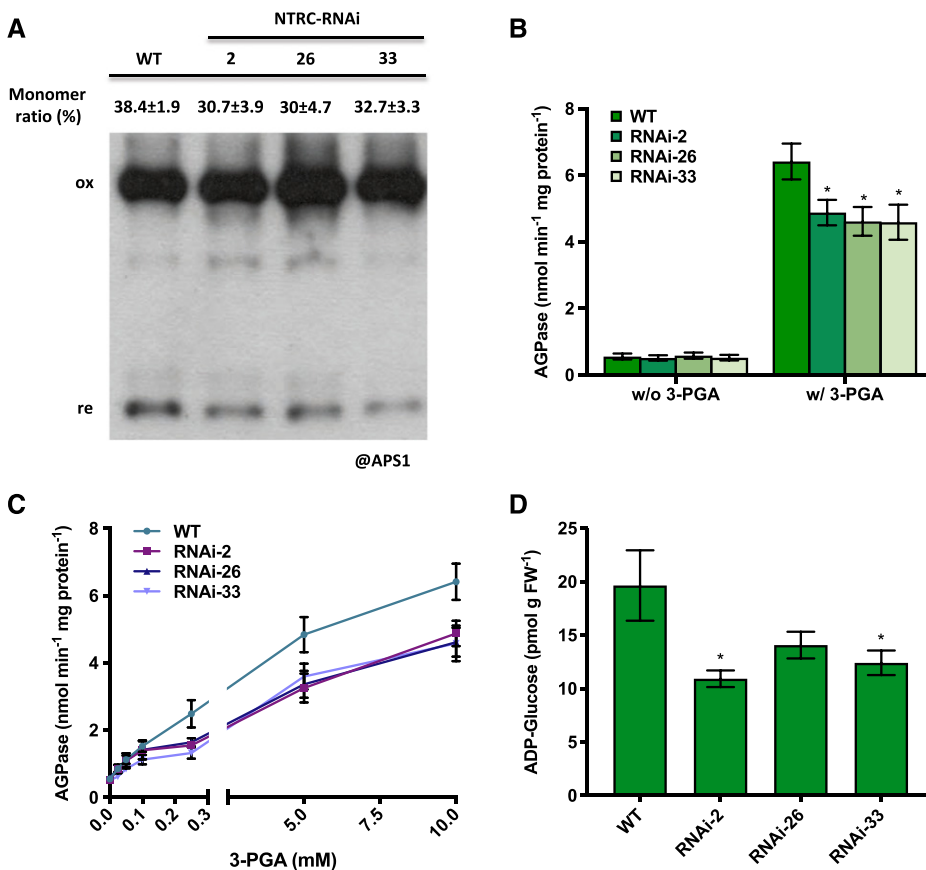 A
NTRC-RNAi
WT 2 26 33
Monomer
ratio (%)
38.4±1.9 30.7±3.9 30±4.7 32.7±3.3
ox
re
@APS1
B
AGPase (nmol min⁻¹ mg protein⁻¹)
8
6
4
2
0
WT
RNAi-2
RNAi-26
RNAi-33
* * *
w/o 3-PGA w/ 3-PGA
C
AGPase (nmol min⁻¹ mg protein⁻¹)
8
6
4
2
0
WT
RNAi-2
RNAi-26
RNAi-33
0.0 0.1 0.2 0.3 5.0 7.5 10.0
3-PGA (mM)
D
ADP-Glucose (pmol g FW⁻¹)
25
20
15
10
5
0
* *
WT RNAi-2 RNAi-26 RNAi-33